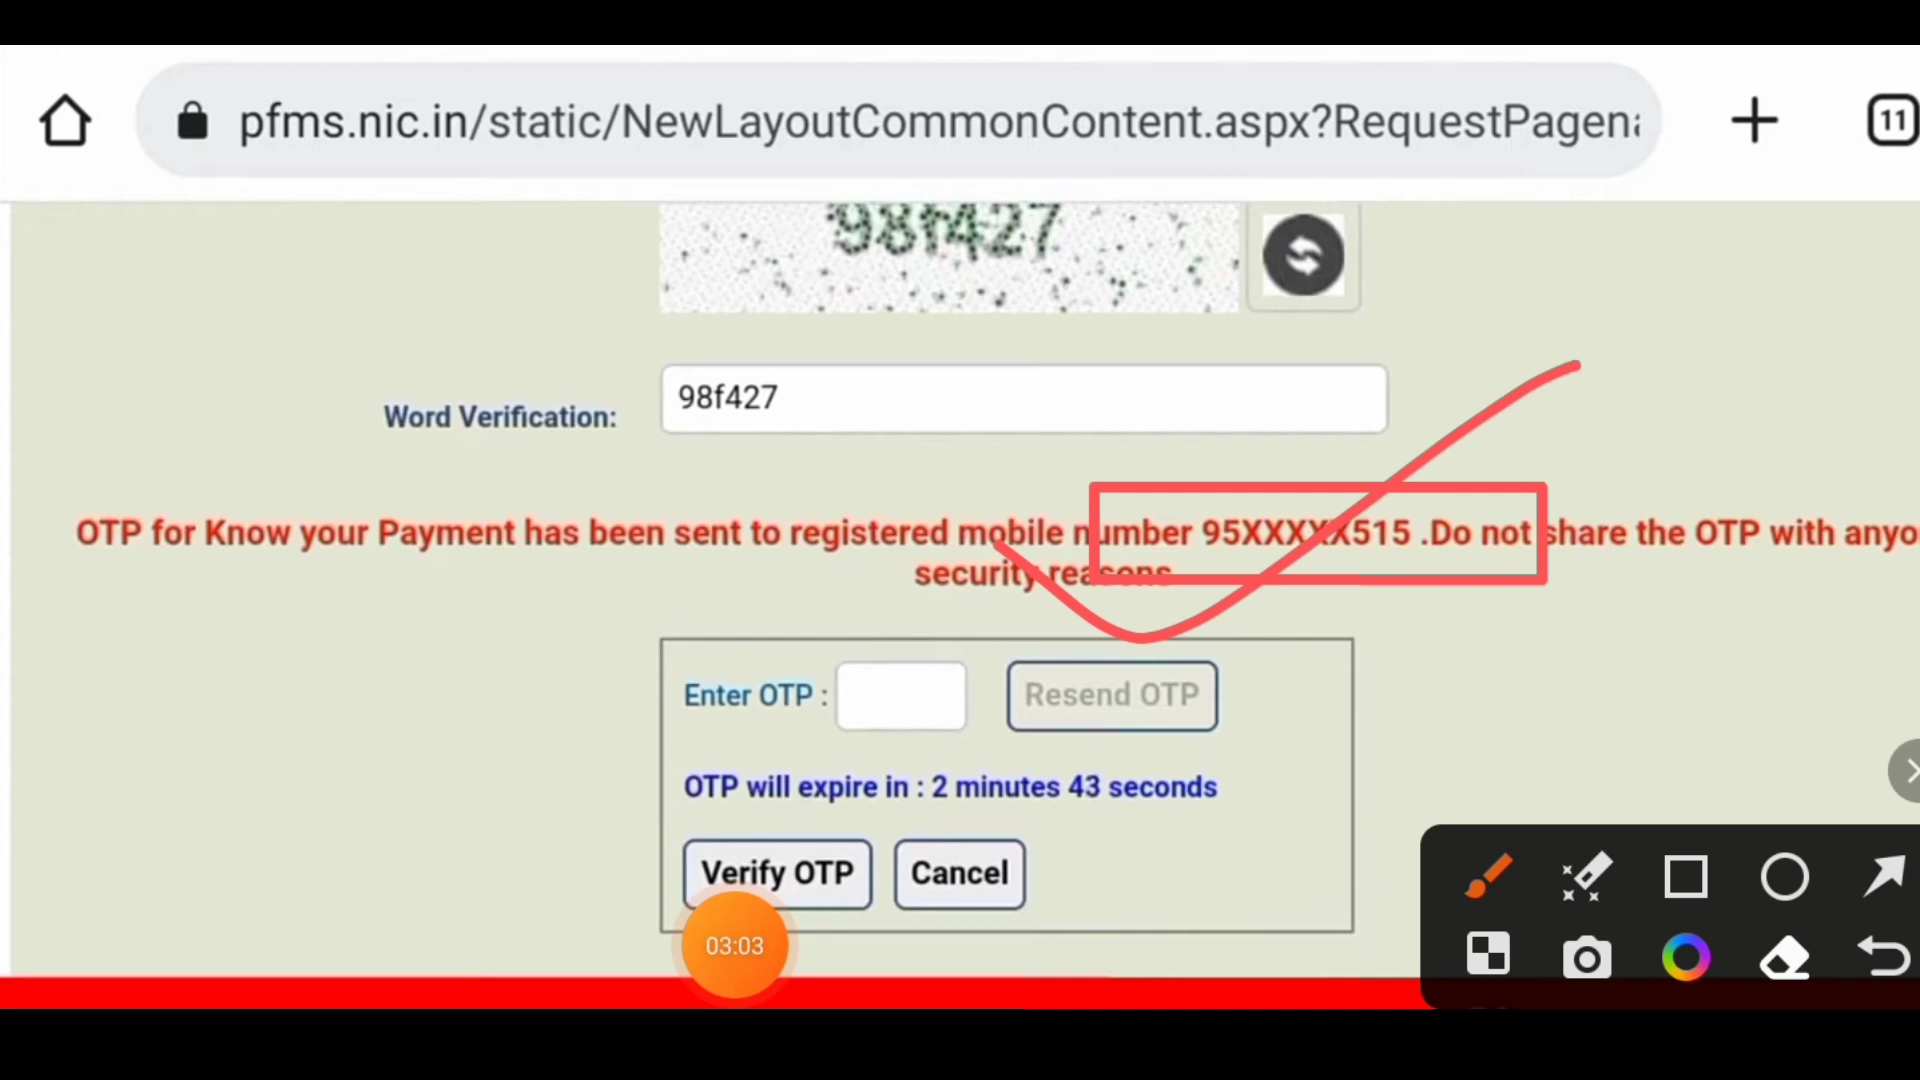 pfms.nic.in/static/NewLayoutCommonContent.aspx?RequestPagena
11
98f427
Word Verification:
98f427
OTP for Know your Payment has been sent to registered mobile number 95XXXXX515 .Do not share the OTP with anyo
security reasons
Enter OTP :
Resend OTP
OTP will expire in : 2 minutes 43 seconds
Verify OTP
Cancel
03:03